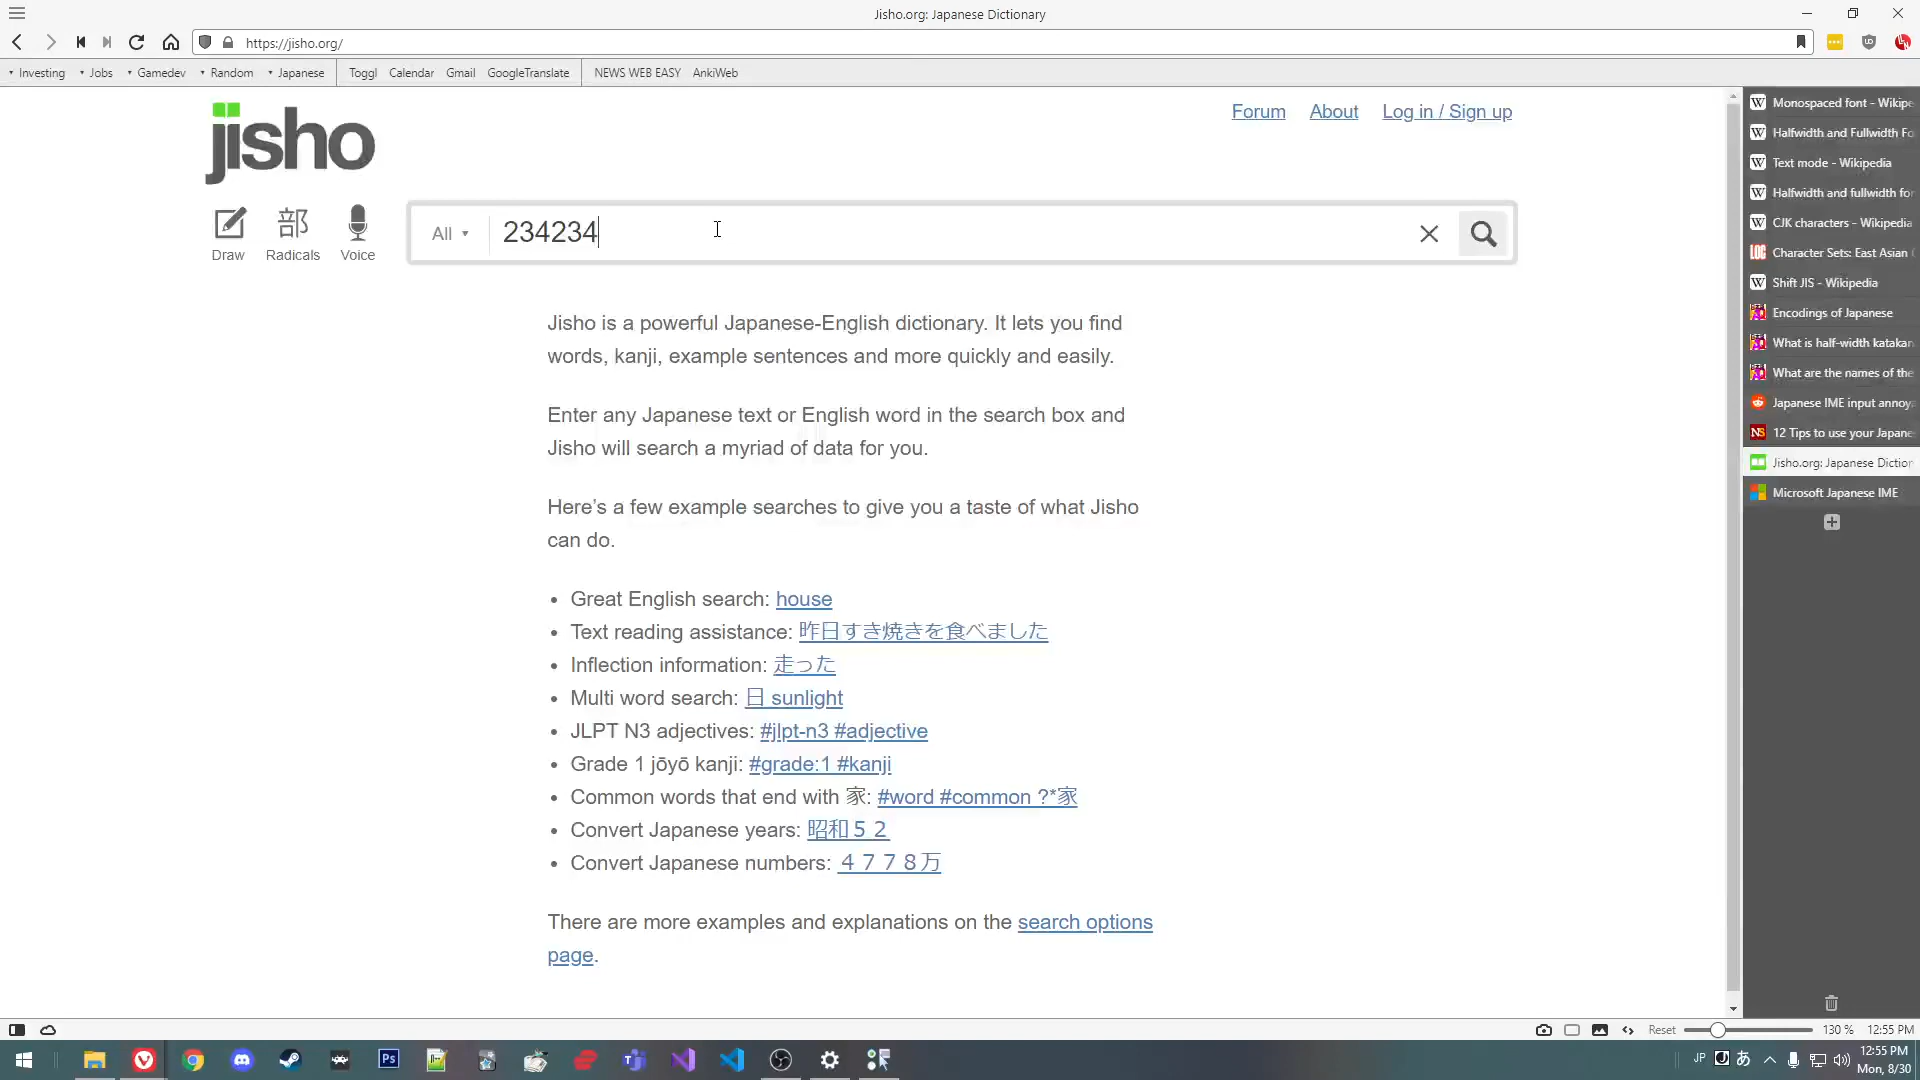 Jisho.org: Japanese Dictionary
https://jisho.org/
Investing Jobs Gamedev Random Japanese Toggl Calendar Gmail GoogleTranslate NEWS WEB EASY AnkiWeb
jisho
Forum About Log in / Sign up
部
Draw Radicals Voice
All 234234
Jisho is a powerful Japanese-English dictionary. It lets you find
words, kanji, example sentences and more quickly and easily.
Enter any Japanese text or English word in the search box and
Jisho will search a myriad of data for you.
Here’s a few example searches to give you a taste of what Jisho
can do.
• Great English search: house
• Text reading assistance: 昨日すき焼きを食べました
• Inflection information: 走った
• Multi word search: 日 sunlight
• JLPT N3 adjectives: #jlpt-n3 #adjective
• Grade 1 jōyō kanji: #grade:1 #kanji
• Common words that end with 家: #word #common ?*家
• Convert Japanese years: 昭和５２
• Convert Japanese numbers: ４７７８万
There are more examples and explanations on the search options
page.
Monospaced font - Wikipe
Halfwidth and Fullwidth Fo
Text mode - Wikipedia
Halfwidth and fullwidth for
CJK characters - Wikipedia
Character Sets: East Asian
Shift JIS - Wikipedia
Encodings of Japanese
What is half-width katakan
What are the names of the
Japanese IME input annoy
12 Tips to use your Japane
Jisho.org: Japanese Diction
Microsoft Japanese IME
Reset 130 % 12:55 PM
JP あ 12:55 PM
Mon, 8/30